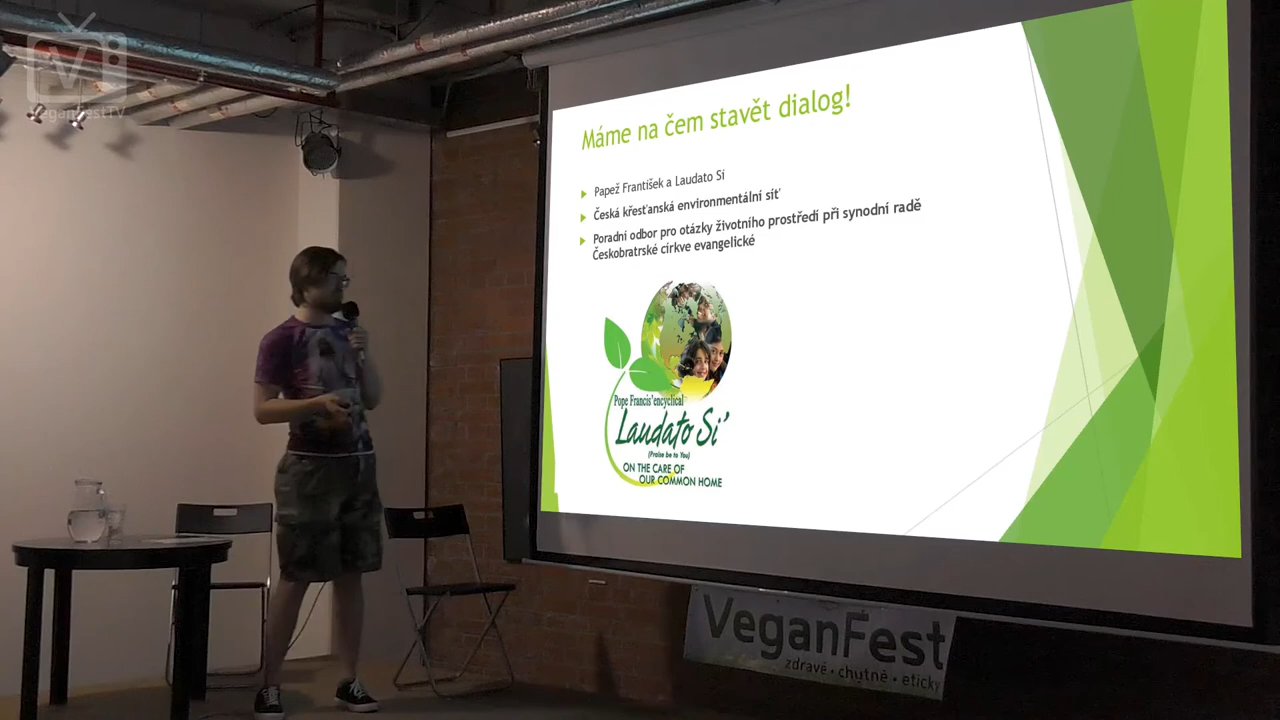 VeganFestTV
Máme na čem stavět dialog!
Papež František a Laudato Sí
Česká křesťanská environmentální síť
Poradní odbor pro otázky životního prostředí při synodní radě
Českobratrské církve evangelické
Pope Francis' encyclical
Laudato Si'
(Praise be to You)
ON THE CARE OF
OUR COMMON HOME
VeganFest
zdravě • chutně • eticky